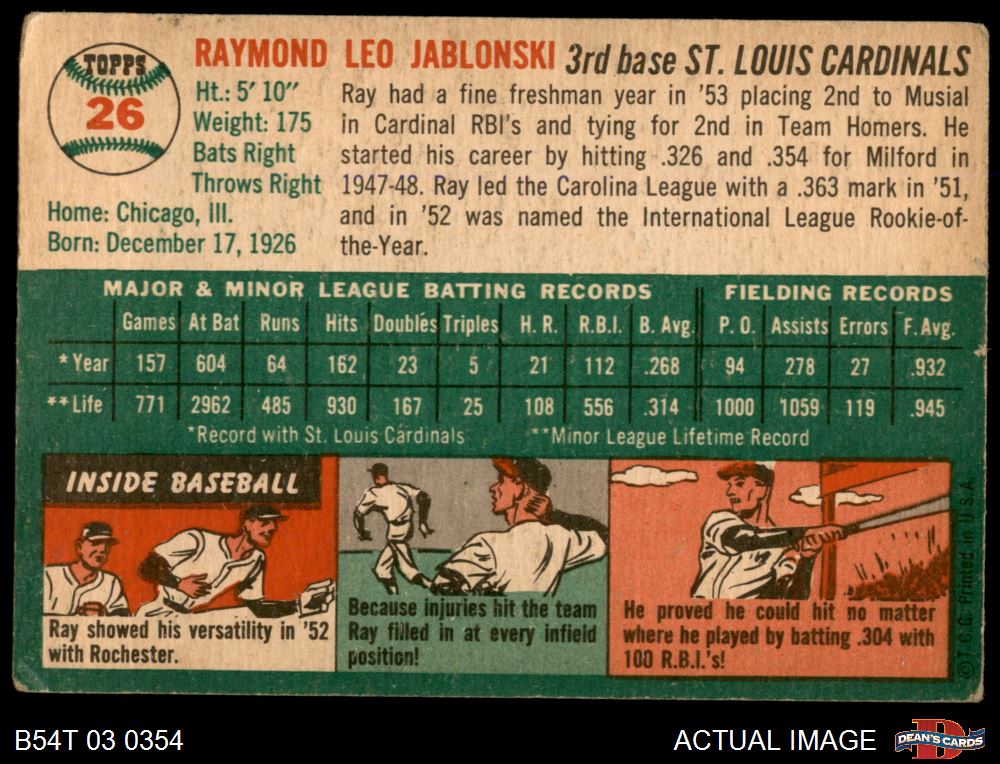 TOPPS
26
RAYMOND LEO JABLONSKI 3rd base ST. LOUIS CARDINALS
Ht.: 5' 10"
Weight: 175
Bats Right
Throws Right
Home: Chicago, Ill.
Born: December 17, 1926
Ray had a fine freshman year in '53 placing 2nd to Musial
in Cardinal RBI's and tying for 2nd in Team Homers. He
started his career by hitting .326 and .354 for Milford in
1947-48. Ray led the Carolina League with a .363 mark in '51,
and in '52 was named the International League Rookie-of-
the-Year.
MAJOR & MINOR LEAGUE BATTING RECORDS FIELDING RECORDS
Games At Bat Runs Hits Doubles Triples H. R. R.B.I. B. Avg. P. O. Assists Errors F. Avg.
*Year 157 604 64 162 23 5 21 112 .268 94 278 27 .932
**Life 771 2962 485 930 167 25 108 556 .314 1000 1059 119 .945
*Record with St. Louis Cardinals **Minor League Lifetime Record
INSIDE BASEBALL
Ray showed his versatility in '52
with Rochester.
Because injuries hit the team
Ray filled in at every infield
position!
He proved he could hit no matter
where he played by batting .304 with
100 R.B.I.'s!
© T.C.G. Printed in U.S.A.
B54T 03 0354
ACTUAL IMAGE
D
DEAN'S CARDS